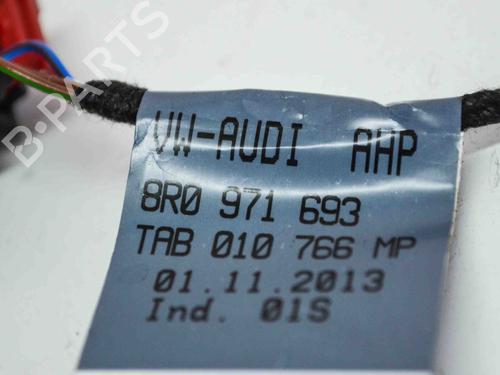 B-PARTS
VW-AUDI AHP
8R0 971 693
TAB 010 766 MP
01.11.2013
Ind. 01S